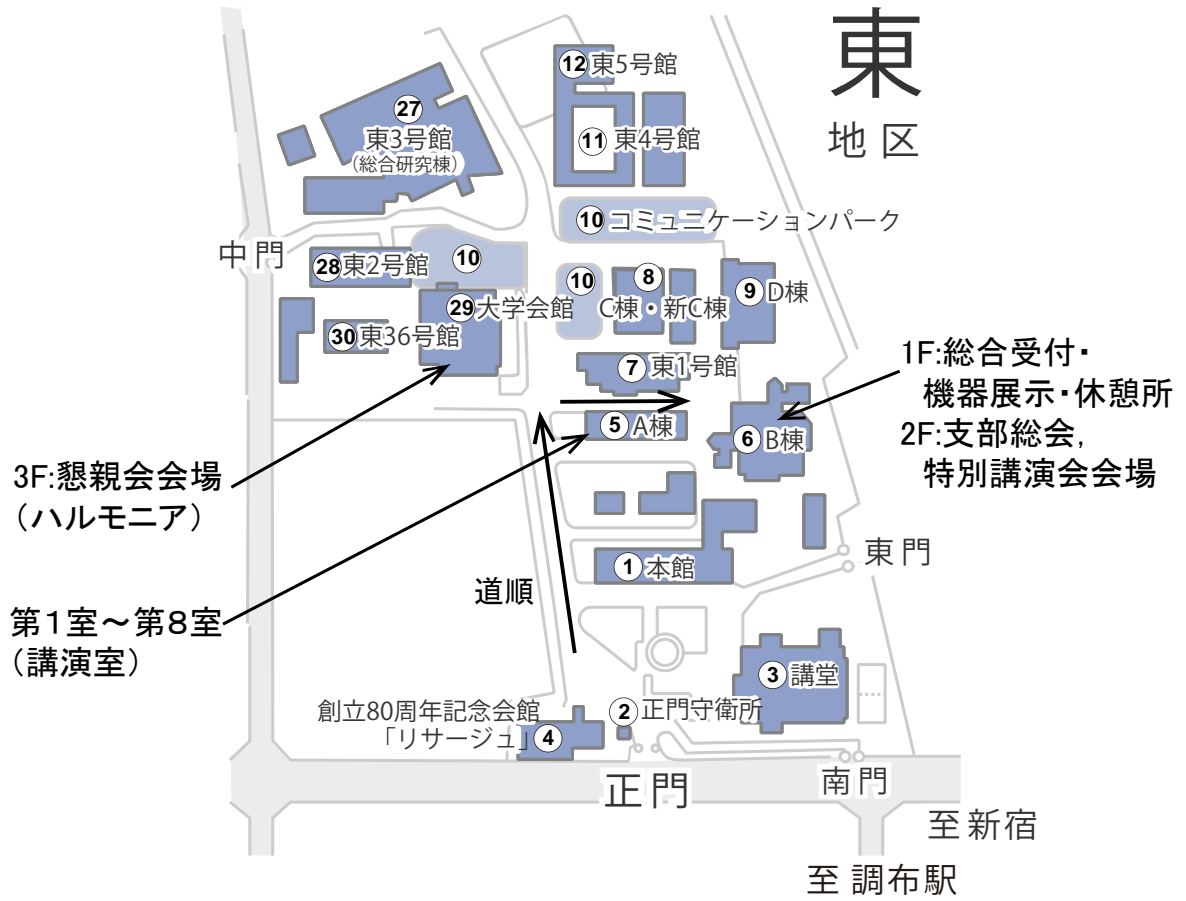 東
地区
12 東5号館
27
東3号館
(総合研究棟)
11 東4号館
10 コミュニケーションパーク
中門
28 東2号館
10
10
8
C棟・新C棟
9 D棟
29 大学会館
30 東36号館
7 東1号館
1F:総合受付・
機器展示・休憩所
2F:支部総会,
特別講演会会場
5 A棟
6 B棟
3F:懇親会会場
(ハルモニア)
東門
1 本館
道順
第1室~第8室
(講演室)
3 講堂
創立80周年記念会館
「リサージュ」
4
2 正門守衛所
正門
南門
至新宿
至調布駅